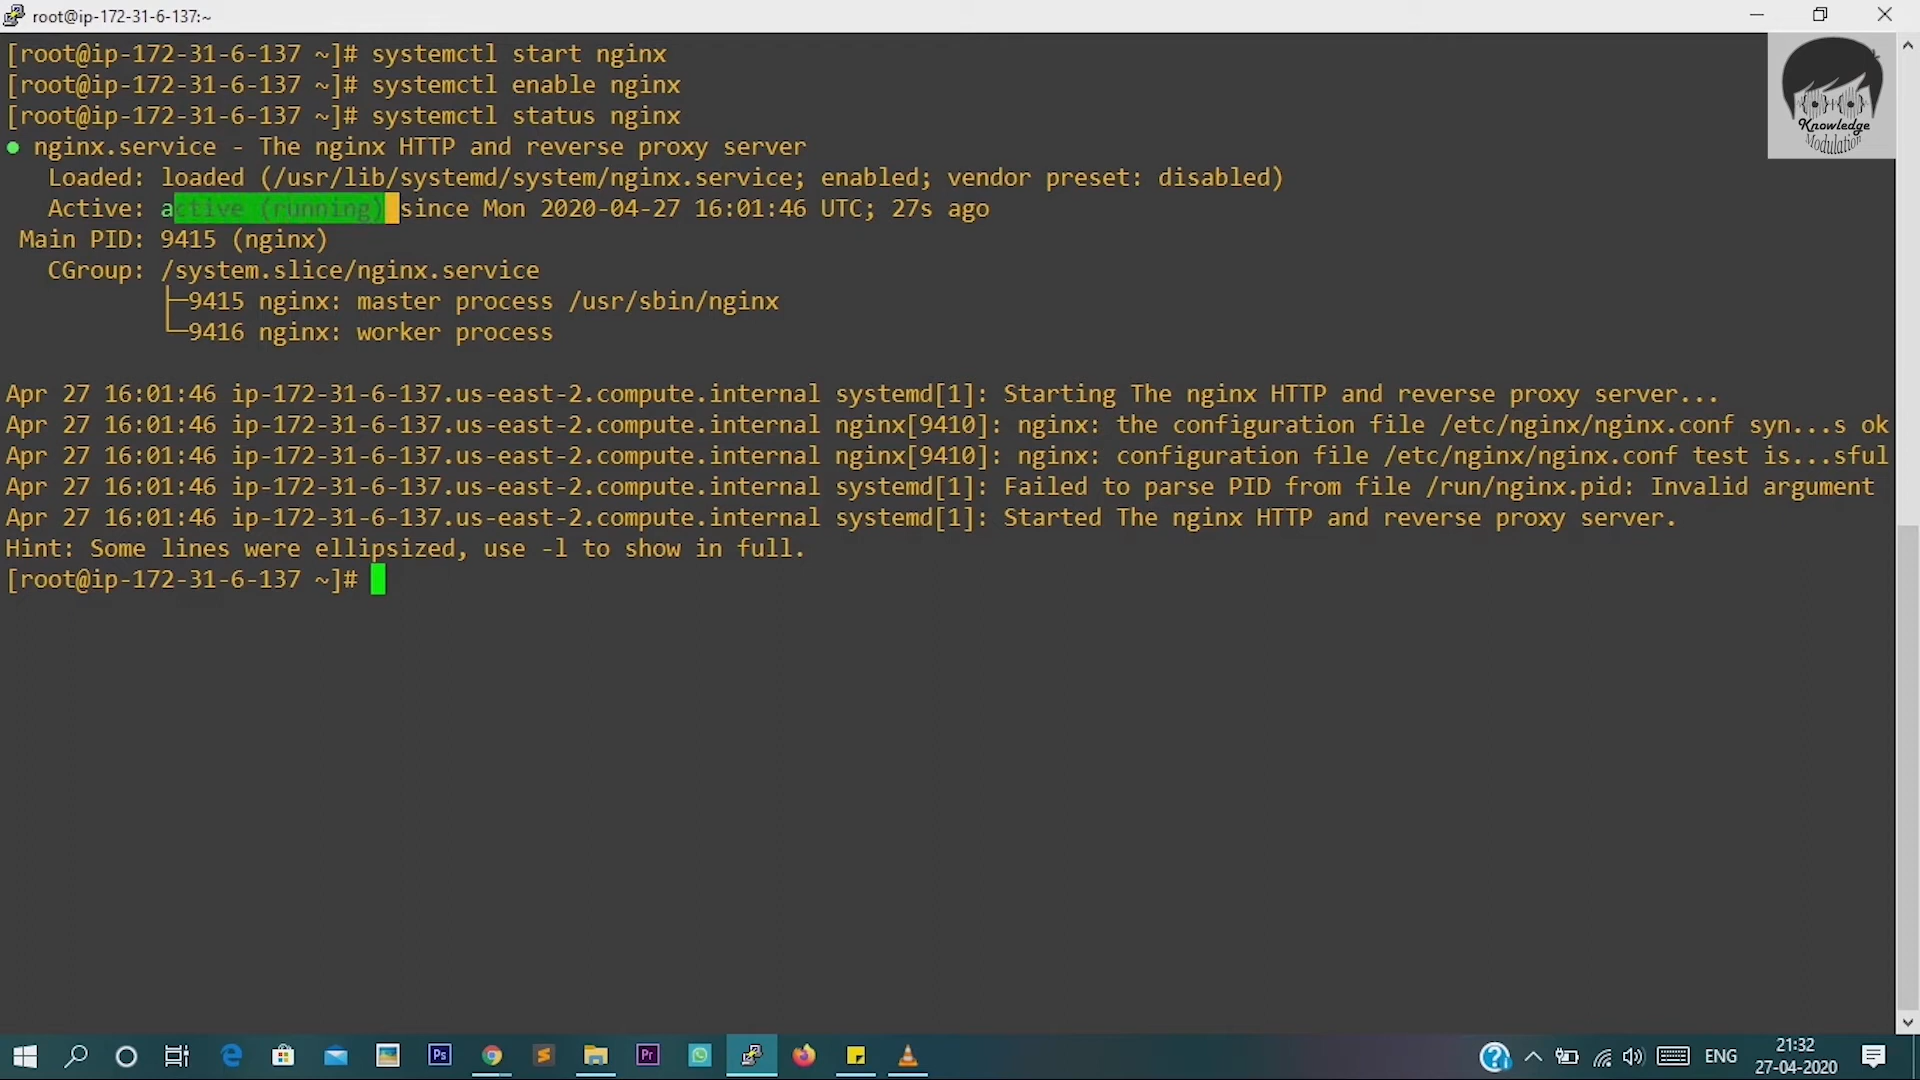 root@ip-172-31-6-137:~
[root@ip-172-31-6-137 ~]# systemctl start nginx
[root@ip-172-31-6-137 ~]# systemctl enable nginx
[root@ip-172-31-6-137 ~]# systemctl status nginx
● nginx.service - The nginx HTTP and reverse proxy server
Loaded: loaded (/usr/lib/systemd/system/nginx.service; enabled; vendor preset: disabled)
Active: active (running) since Mon 2020-04-27 16:01:46 UTC; 27s ago
Main PID: 9415 (nginx)
CGroup: /system.slice/nginx.service
├─9415 nginx: master process /usr/sbin/nginx
└─9416 nginx: worker process
Apr 27 16:01:46 ip-172-31-6-137.us-east-2.compute.internal systemd[1]: Starting The nginx HTTP and reverse proxy server...
Apr 27 16:01:46 ip-172-31-6-137.us-east-2.compute.internal nginx[9410]: nginx: the configuration file /etc/nginx/nginx.conf syn...s ok
Apr 27 16:01:46 ip-172-31-6-137.us-east-2.compute.internal nginx[9410]: nginx: configuration file /etc/nginx/nginx.conf test is...sful
Apr 27 16:01:46 ip-172-31-6-137.us-east-2.compute.internal systemd[1]: Failed to parse PID from file /run/nginx.pid: Invalid argument
Apr 27 16:01:46 ip-172-31-6-137.us-east-2.compute.internal systemd[1]: Started The nginx HTTP and reverse proxy server.
Hint: Some lines were ellipsized, use -l to show in full.
[root@ip-172-31-6-137 ~]#
Knowledge
Modulation
Ps
Pr
ENG
21:32
27-04-2020